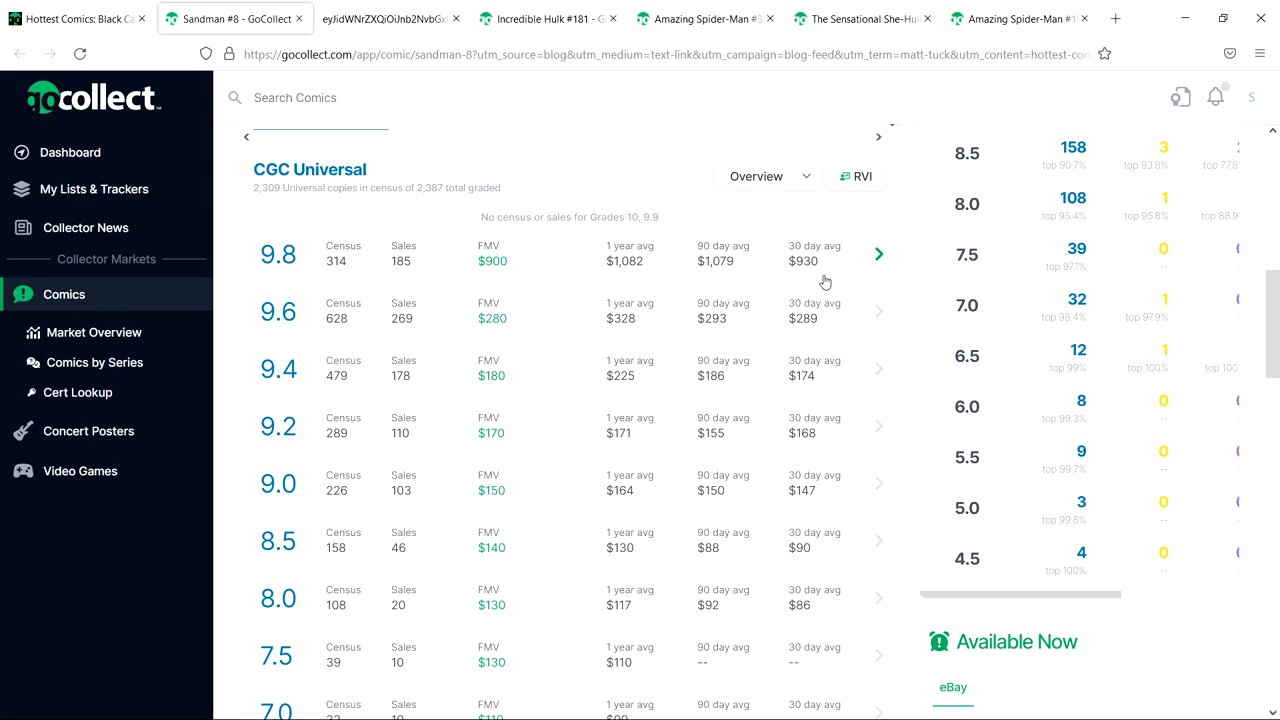 Hottest Comics: Black Ca
Sandman #8 - GoCollect
eyJidWNrZXQiOiJnb2NvbGx
Incredible Hulk #181 - G
Amazing Spider-Man #3
The Sensational She-Hul
Amazing Spider-Man #1
https://gocollect.com/app/comic/sandman-8?utm_source=blog&utm_medium=text-link&utm_campaign=blog-feed&utm_term=matt-tuck&utm_content=hottest-con
gocollect
Search Comics
S
Dashboard
My Lists & Trackers
Collector News
Collector Markets
Comics
Market Overview
Comics by Series
Cert Lookup
Concert Posters
Video Games
CGC Universal
2,309 Universal copies in census of 2,387 total graded
Overview
RVI
No census or sales for Grades 10, 9.9
9.8 Census 314 Sales 185 FMV $900 1 year avg $1,082 90 day avg $1,079 30 day avg $930
9.6 Census 628 Sales 269 FMV $280 1 year avg $328 90 day avg $293 30 day avg $289
9.4 Census 479 Sales 178 FMV $180 1 year avg $225 90 day avg $186 30 day avg $174
9.2 Census 289 Sales 110 FMV $170 1 year avg $171 90 day avg $155 30 day avg $168
9.0 Census 226 Sales 103 FMV $150 1 year avg $164 90 day avg $150 30 day avg $147
8.5 Census 158 Sales 46 FMV $140 1 year avg $130 90 day avg $88 30 day avg $90
8.0 Census 108 Sales 20 FMV $130 1 year avg $117 90 day avg $92 30 day avg $86
7.5 Census 39 Sales 10 FMV $130 1 year avg $110 90 day avg -- 30 day avg --
7.0 Census Sales FMV 1 year avg 90 day avg 30 day avg
8.5 158 3
top 90.7% top 93.8% top 77.8
8.0 108 1
top 95.4% top 95.8% top 88.9
7.5 39 0
top 97.1% --
7.0 32 1
top 98.4% top 97.9%
6.5 12 1
top 99% top 100% top 100
6.0 8 0
top 99.3% --
5.5 9 0
top 99.7% --
5.0 3 0
top 99.8% --
4.5 4 0
top 100% --
Available Now
eBay